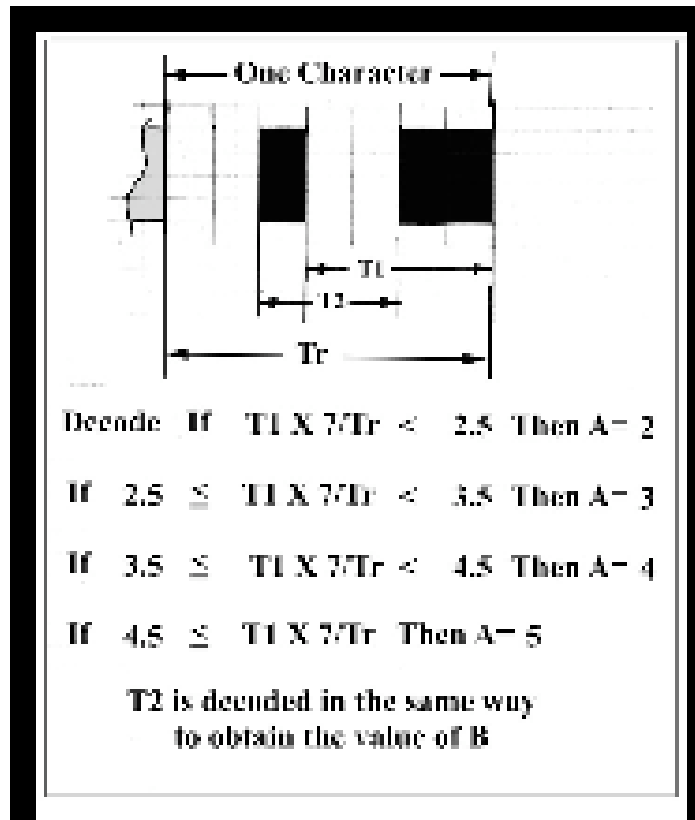 One Character
T1
T2
Tr
Decode If T1 X 7/Tr < 2.5 Then A= 2
If 2.5 ≤ T1 X 7/Tr < 3.5 Then A= 3
If 3.5 ≤ T1 X 7/Tr < 4.5 Then A= 4
If 4.5 ≤ T1 X 7/Tr Then A= 5
T2 is decoded in the same way
to obtain the value of B